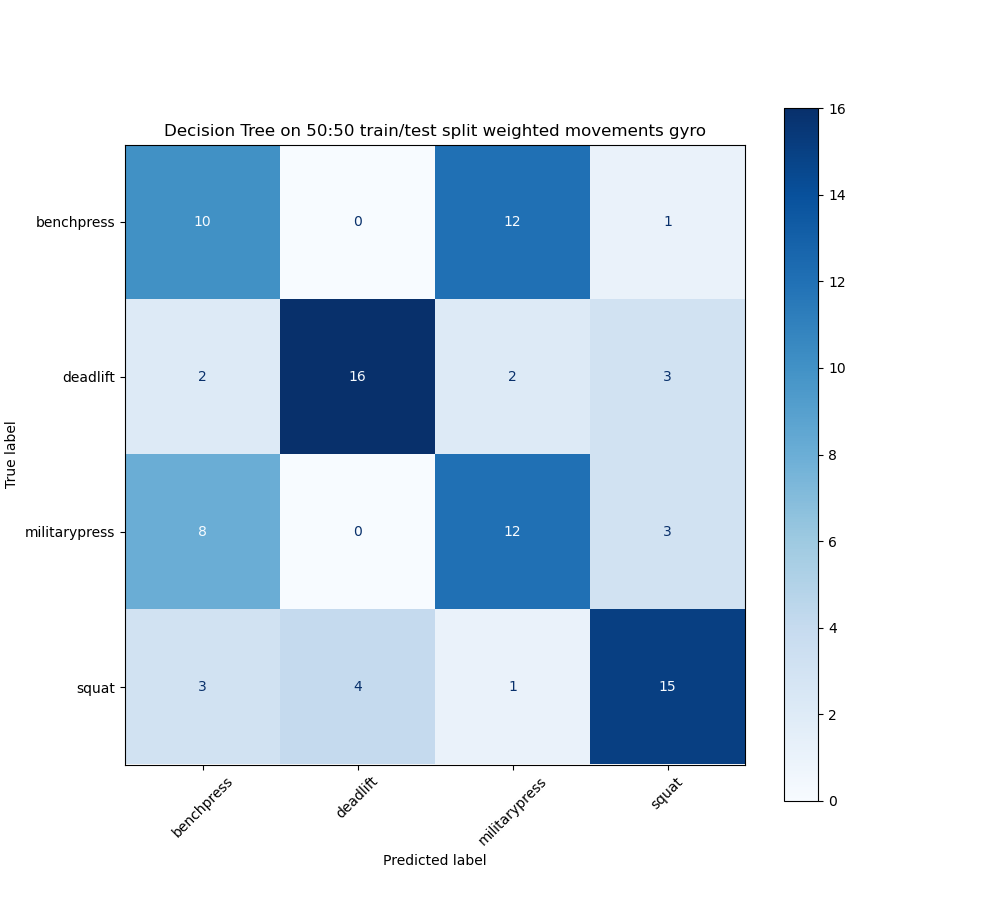 Decision Tree on 50:50 train/test split weighted movements gyro
True label
benchpress 10 0 12 1
deadlift 2 16 2 3
militarypress 8 0 12 3
squat 3 4 1 15
benchpress deadlift militarypress squat
Predicted label
16
14
12
10
8
6
4
2
0